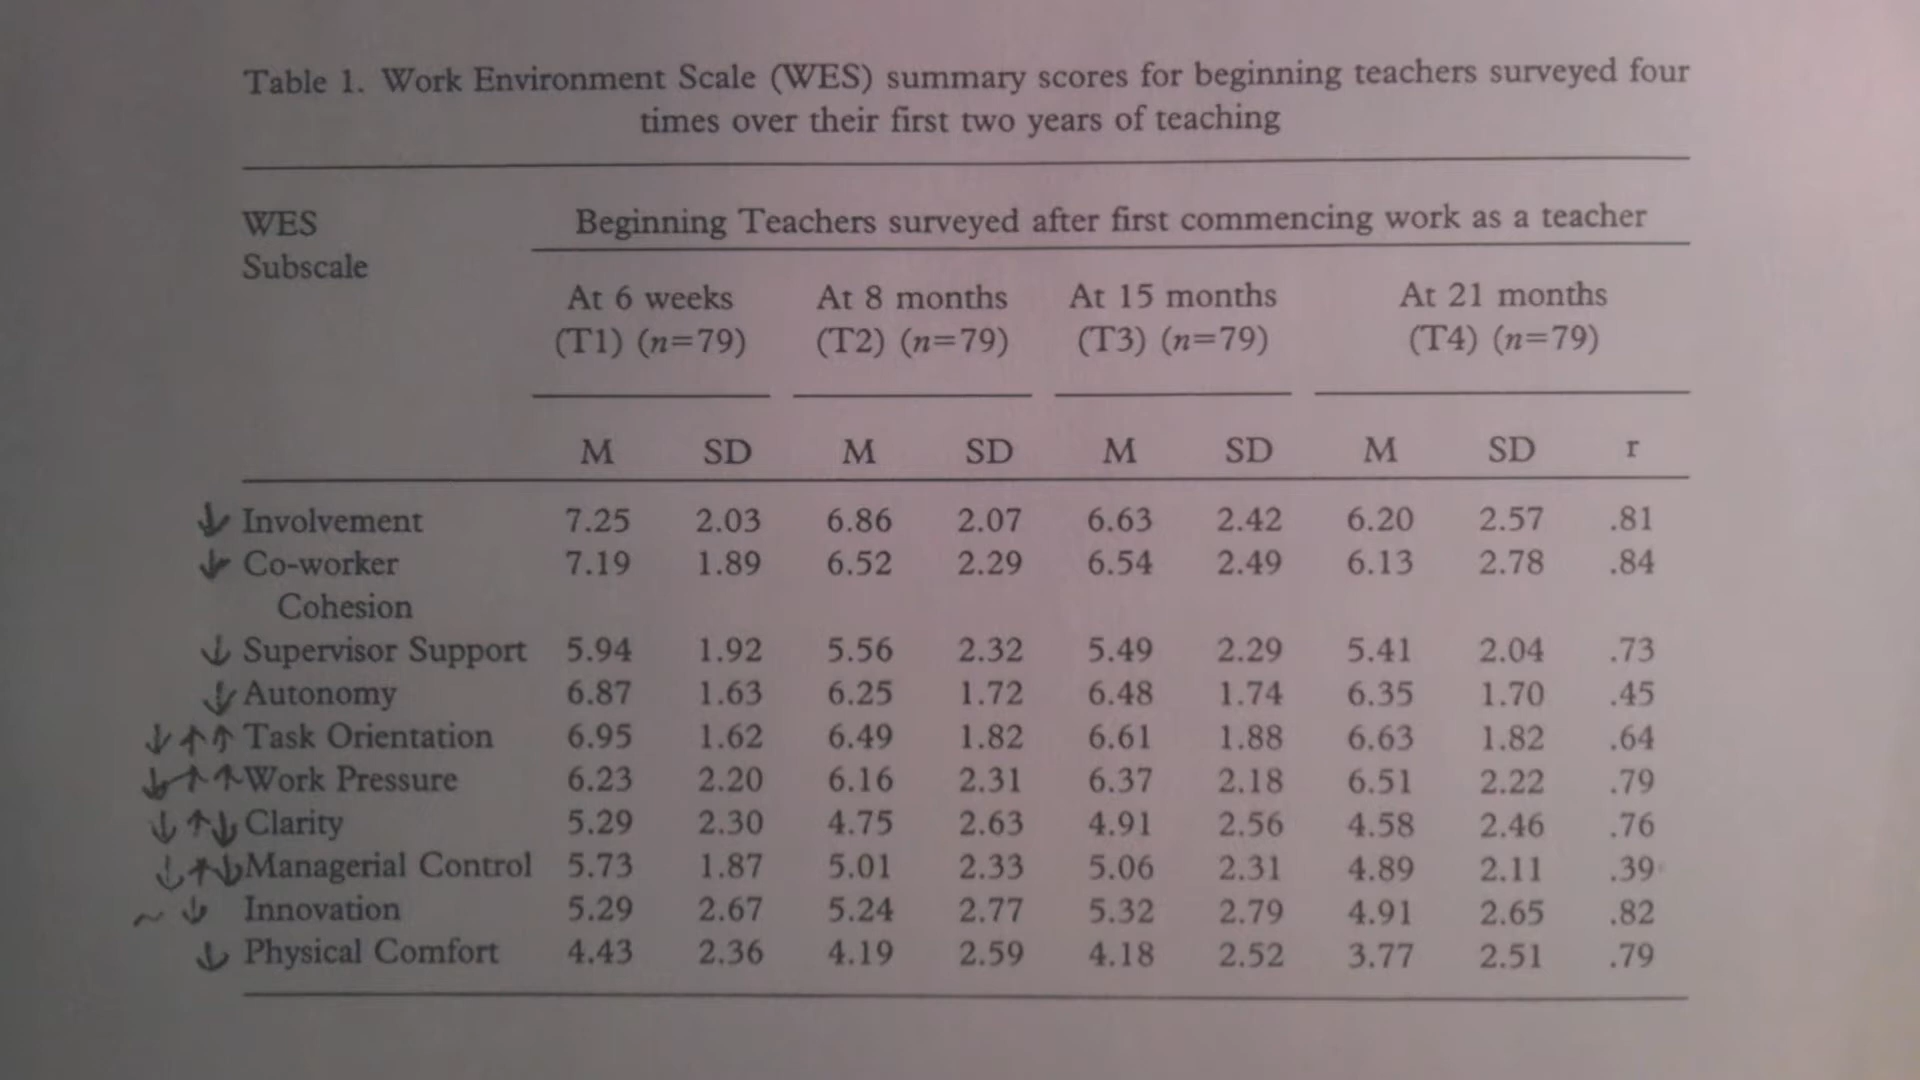 Table 1. Work Environment Scale (WES) summary scores for beginning teachers surveyed four
times over their first two years of teaching
WES Subscale
Beginning Teachers surveyed after first commencing work as a teacher
At 6 weeks (T1) (n=79)
At 8 months (T2) (n=79)
At 15 months (T3) (n=79)
At 21 months (T4) (n=79)
M SD M SD M SD M SD r
↓ Involvement 7.25 2.03 6.86 2.07 6.63 2.42 6.20 2.57 .81
↓ Co-worker 7.19 1.89 6.52 2.29 6.54 2.49 6.13 2.78 .84
Cohesion
↓ Supervisor Support 5.94 1.92 5.56 2.32 5.49 2.29 5.41 2.04 .73
↓ Autonomy 6.87 1.63 6.25 1.72 6.48 1.74 6.35 1.70 .45
↓ ↑ ↑ Task Orientation 6.95 1.62 6.49 1.82 6.61 1.88 6.63 1.82 .64
↓ ↑ ↑ Work Pressure 6.23 2.20 6.16 2.31 6.37 2.18 6.51 2.22 .79
↓ ↑ ↓ Clarity 5.29 2.30 4.75 2.63 4.91 2.56 4.58 2.46 .76
↓ ↑ ↓ Managerial Control 5.73 1.87 5.01 2.33 5.06 2.31 4.89 2.11 .39
~ ↓ Innovation 5.29 2.67 5.24 2.77 5.32 2.79 4.91 2.65 .82
↓ Physical Comfort 4.43 2.36 4.19 2.59 4.18 2.52 3.77 2.51 .79